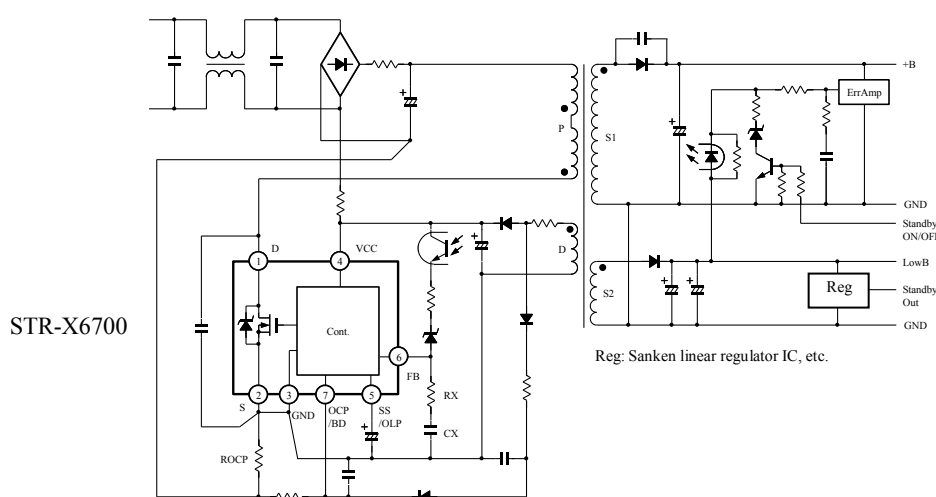 +B
ErrAmp
P
S1
GND
Standby
ON/OFF
D
D
VCC
LowB
1
4
S2
Reg
Standby
Out
STR-X6700
Cont.
GND
6
FB
Reg: Sanken linear regulator IC, etc.
2
3
7
5
RX
S
GND
OCP
/BD
SS
/OLP
CX
ROCP